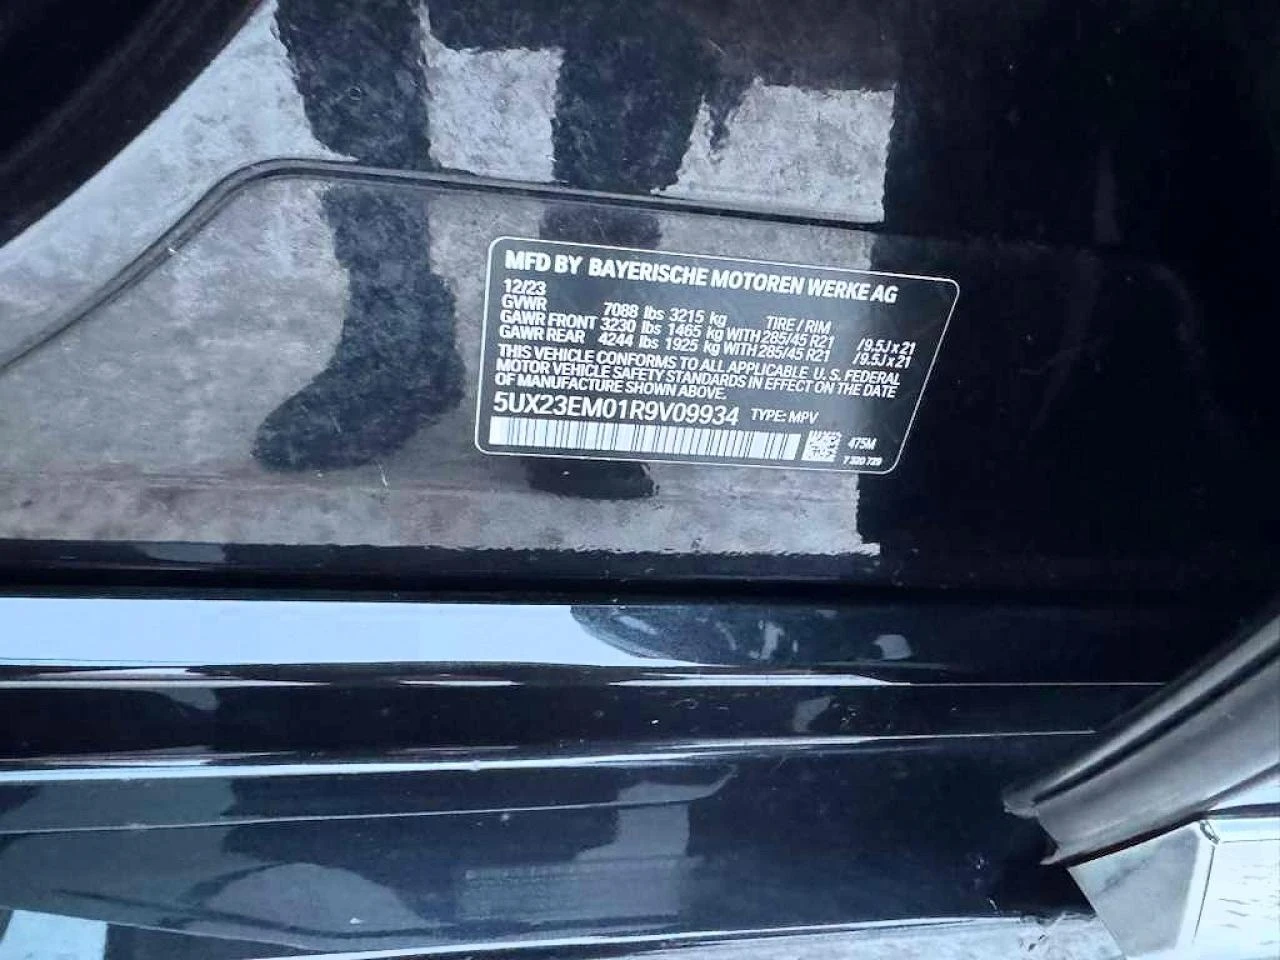 MFD BY BAYERISCHE MOTOREN WERKE AG
12/23
GVWR 7088 lbs 3215 kg TIRE / RIM
GAWR FRONT 3230 lbs 1465 kg WITH 285/45 R21 /9.5J x 21
GAWR REAR 4244 lbs 1925 kg WITH 285/45 R21 /9.5J x 21
THIS VEHICLE CONFORMS TO ALL APPLICABLE U.S. FEDERAL
MOTOR VEHICLE SAFETY STANDARDS IN EFFECT ON THE DATE
OF MANUFACTURE SHOWN ABOVE.
5UX23EM01R9V09934 TYPE: MPV
475M
7 320 729